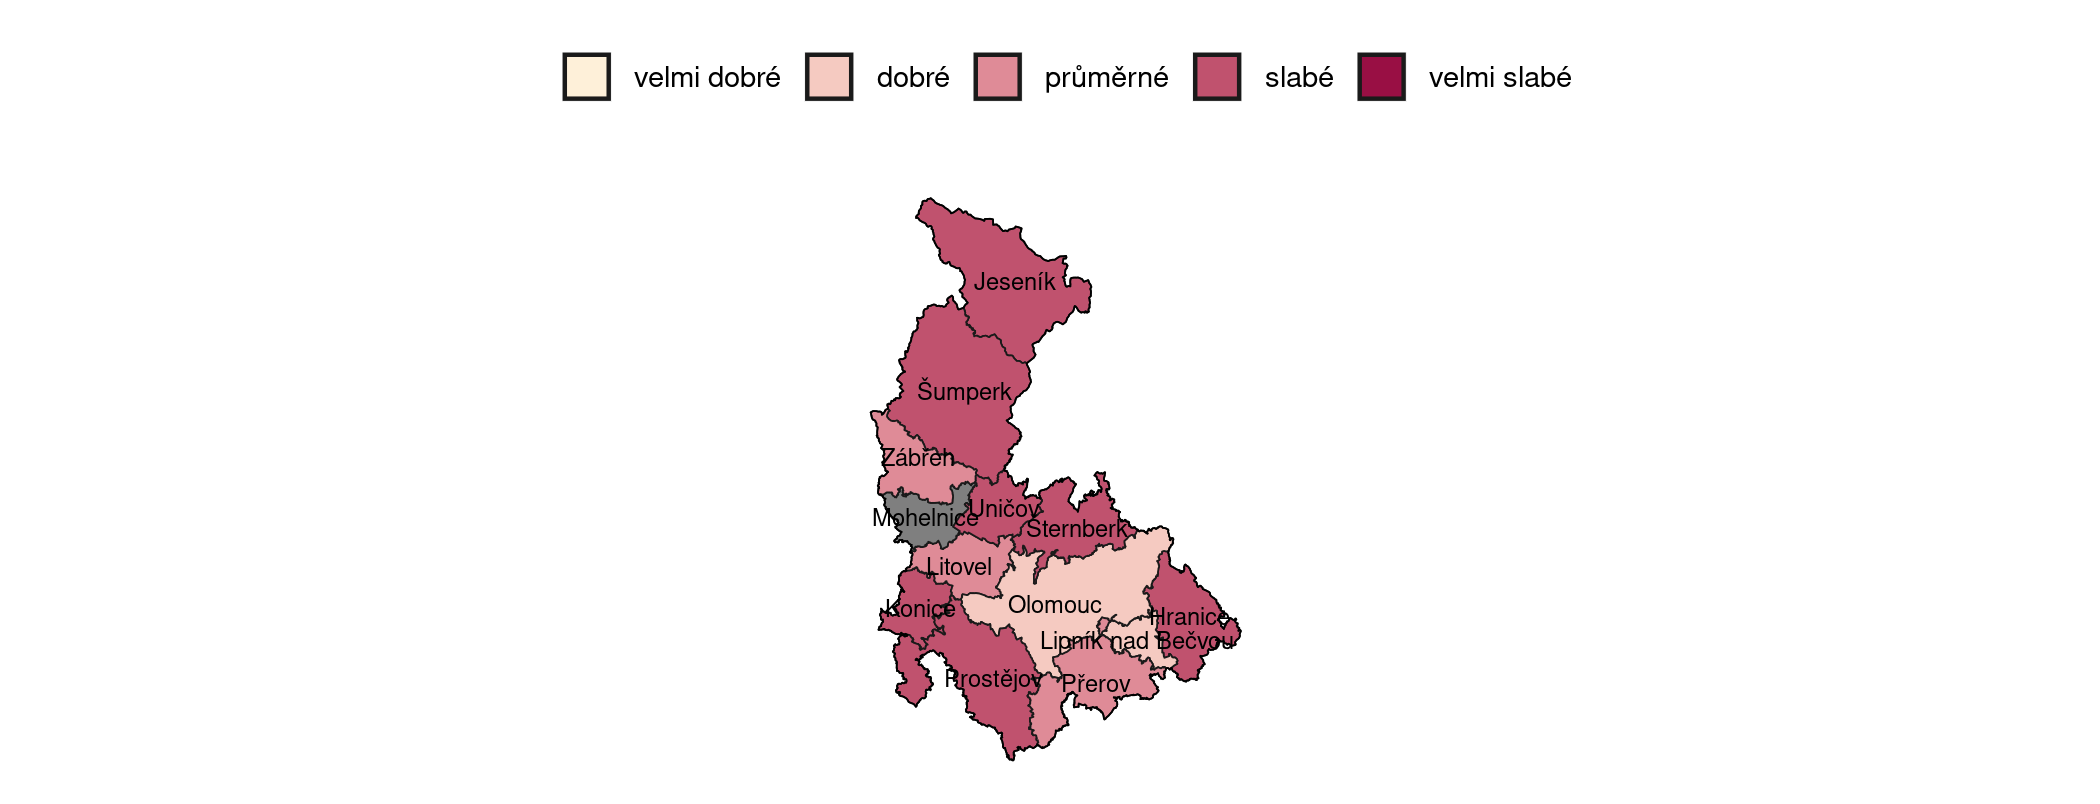 velmi dobré dobré průměrné slabé velmi slabé
Jeseník
Šumperk
Zábřeh
Uničov
Mohelnice
Šternberk
Litovel
Olomouc
Konice
Hranice
Lipník nad Bečvou
Prostějov
Přerov